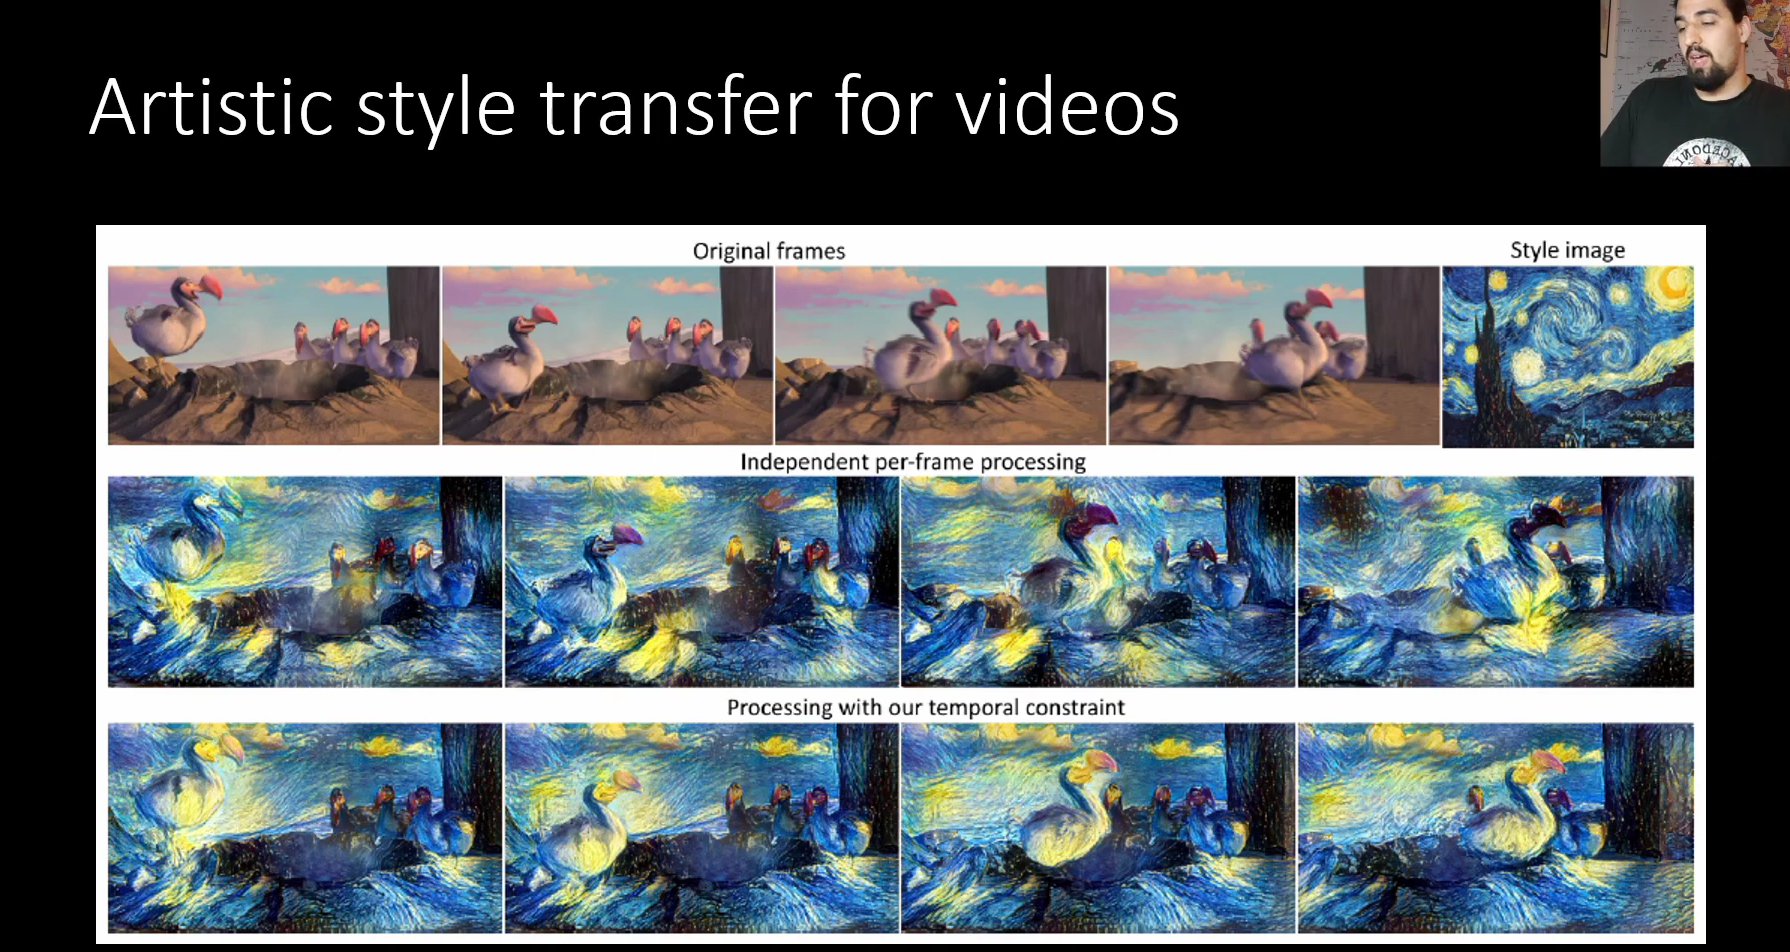 Artistic style transfer for videos
Original frames
Style image
Independent per-frame processing
Processing with our temporal constraint